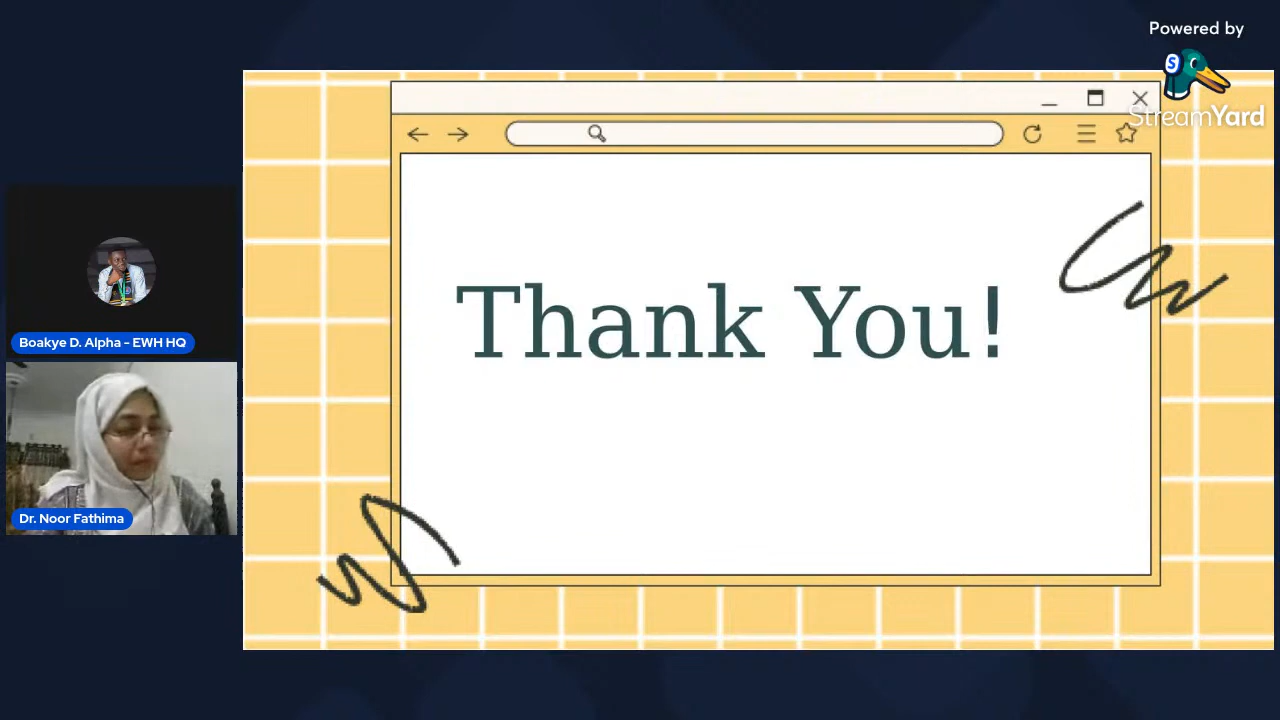 Powered by
S
StreamYard
Thank You!
Boakye D. Alpha - EWH HQ
Dr. Noor Fathima